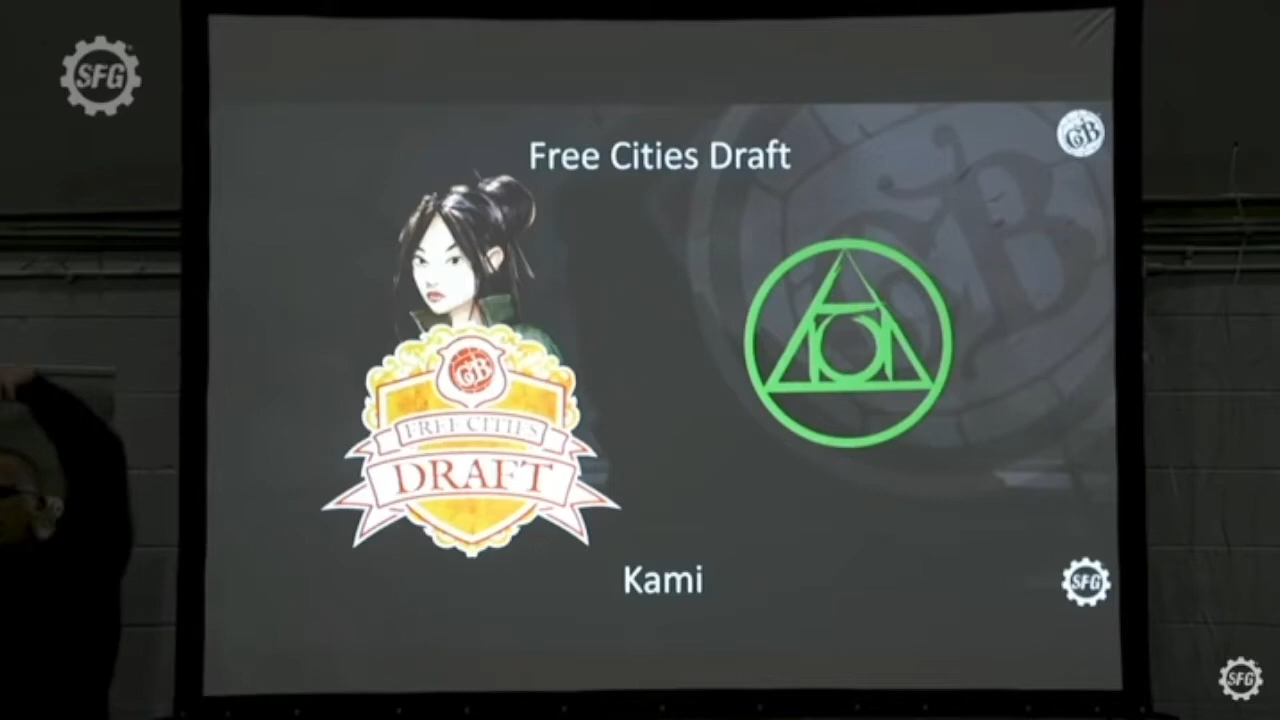 SFG
Free Cities Draft
GB
GB
FREE CITIES
DRAFT
Kami
SFG
SFG